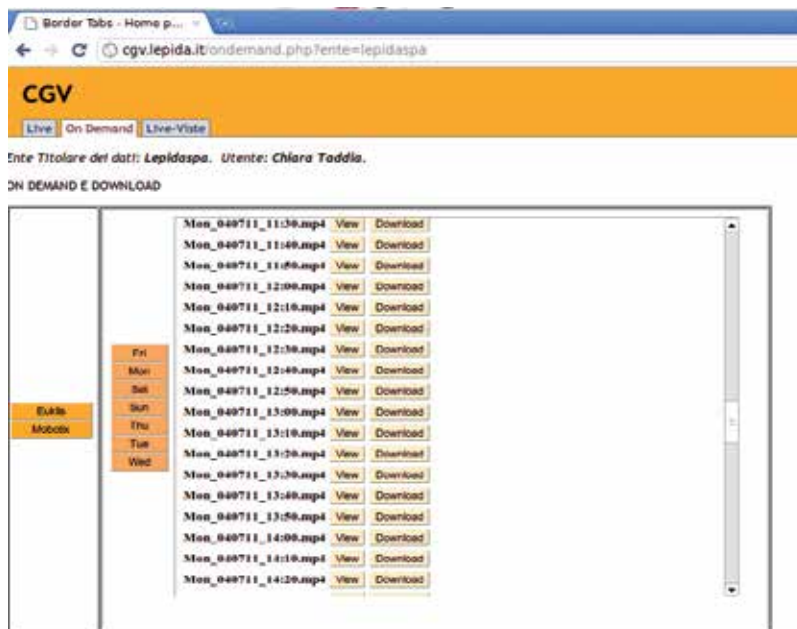 Border Tabs - Home p...
cgv.lepida.it/ondemand.php?ente=lepidaspa
CGV
Live On Demand Live-Viste
Ente Titolare dei dati: Lepidaspa. Utente: Chiara Taddia.
ON DEMAND E DOWNLOAD
Eukdis
Mobotix
Fri
Mon
Sat
Sun
Thu
Tue
Wed
Mon_040711_11:30.mp4 View Download
Mon_040711_11:40.mp4 View Download
Mon_040711_11:50.mp4 View Download
Mon_040711_12:00.mp4 View Download
Mon_040711_12:10.mp4 View Download
Mon_040711_12:20.mp4 View Download
Mon_040711_12:30.mp4 View Download
Mon_040711_12:40.mp4 View Download
Mon_040711_12:50.mp4 View Download
Mon_040711_13:00.mp4 View Download
Mon_040711_13:10.mp4 View Download
Mon_040711_13:20.mp4 View Download
Mon_040711_13:30.mp4 View Download
Mon_040711_13:40.mp4 View Download
Mon_040711_13:50.mp4 View Download
Mon_040711_14:00.mp4 View Download
Mon_040711_14:10.mp4 View Download
Mon_040711_14:20.mp4 View Download